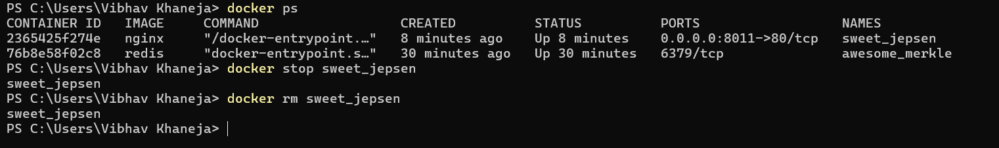 PS C:\Users\Vibhav Khaneja> docker ps
CONTAINER ID   IMAGE     COMMAND                  CREATED          STATUS          PORTS                  NAMES
2365425f274e   nginx     "/docker-entrypoint.…"   8 minutes ago    Up 8 minutes    0.0.0.0:8011->80/tcp   sweet_jepsen
76b8e58f02c8   redis     "docker-entrypoint.s…"   30 minutes ago   Up 30 minutes   6379/tcp               awesome_merkle
PS C:\Users\Vibhav Khaneja> docker stop sweet_jepsen
sweet_jepsen
PS C:\Users\Vibhav Khaneja> docker rm sweet_jepsen
sweet_jepsen
PS C:\Users\Vibhav Khaneja>